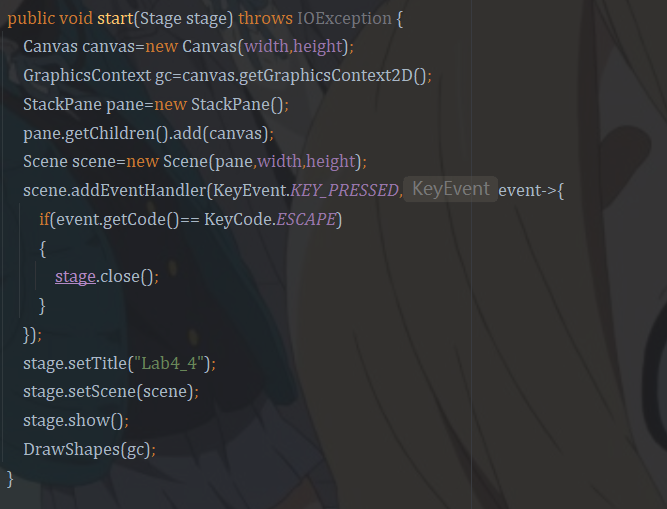 public void start(Stage stage) throws IOException {
Canvas canvas=new Canvas(width,height);
GraphicsContext gc=canvas.getGraphicsContext2D();
StackPane pane=new StackPane();
pane.getChildren().add(canvas);
Scene scene=new Scene(pane,width,height);
scene.addEventHandler(KeyEvent.KEY_PRESSED, KeyEvent event->{
if(event.getCode()== KeyCode.ESCAPE)
{
stage.close();
}
});
stage.setTitle("Lab4_4");
stage.setScene(scene);
stage.show();
DrawShapes(gc);
}